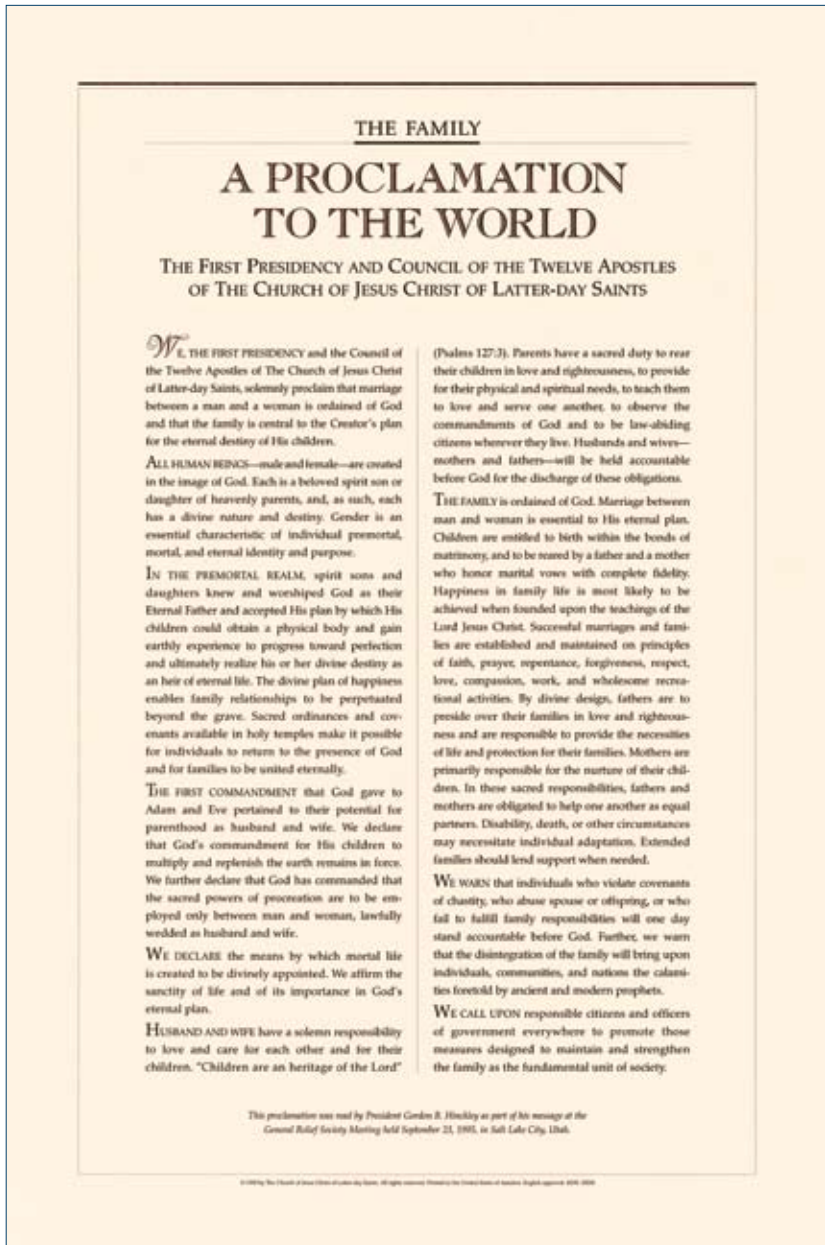 THE FAMILY
A PROCLAMATION
TO THE WORLD
THE FIRST PRESIDENCY AND COUNCIL OF THE TWELVE APOSTLES
OF THE CHURCH OF JESUS CHRIST OF LATTER-DAY SAINTS
WE, THE FIRST PRESIDENCY and the Council of
the Twelve Apostles of The Church of Jesus Christ
of Latter-day Saints, solemnly proclaim that marriage
between a man and a woman is ordained of God
and that the family is central to the Creator's plan
for the eternal destiny of His children.
ALL HUMAN BEINGS—male and female—are created
in the image of God. Each is a beloved spirit son or
daughter of heavenly parents, and, as such, each
has a divine nature and destiny. Gender is an
essential characteristic of individual premortal,
mortal, and eternal identity and purpose.
IN THE PREMORTAL REALM, spirit sons and
daughters knew and worshiped God as their
Eternal Father and accepted His plan by which His
children could obtain a physical body and gain
earthly experience to progress toward perfection
and ultimately realize his or her divine destiny as
an heir of eternal life. The divine plan of happiness
enables family relationships to be perpetuated
beyond the grave. Sacred ordinances and cov-
enants available in holy temples make it possible
for individuals to return to the presence of God
and for families to be united eternally.
THE FIRST COMMANDMENT that God gave to
Adam and Eve pertained to their potential for
parenthood as husband and wife. We declare
that God's commandment for His children to
multiply and replenish the earth remains in force.
We further declare that God has commanded that
the sacred powers of procreation are to be em-
ployed only between man and woman, lawfully
wedded as husband and wife.
WE DECLARE the means by which mortal life
is created to be divinely appointed. We affirm the
sanctity of life and of its importance in God's
eternal plan.
HUSBAND AND WIFE have a solemn responsibility
to love and care for each other and for their
children. "Children are an heritage of the Lord"
(Psalms 127:3). Parents have a sacred duty to rear
their children in love and righteousness, to provide
for their physical and spiritual needs, to teach them
to love and serve one another, to observe the
commandments of God and to be law-abiding
citizens wherever they live. Husbands and wives—
mothers and fathers—will be held accountable
before God for the discharge of these obligations.
THE FAMILY is ordained of God. Marriage between
man and woman is essential to His eternal plan.
Children are entitled to birth within the bonds of
matrimony, and to be reared by a father and a mother
who honor marital vows with complete fidelity.
Happiness in family life is most likely to be
achieved when founded upon the teachings of the
Lord Jesus Christ. Successful marriages and fami-
lies are established and maintained on principles
of faith, prayer, repentance, forgiveness, respect,
love, compassion, work, and wholesome recrea-
tional activities. By divine design, fathers are to
preside over their families in love and righteous-
ness and are responsible to provide the necessities
of life and protection for their families. Mothers are
primarily responsible for the nurture of their chil-
dren. In these sacred responsibilities, fathers and
mothers are obligated to help one another as equal
partners. Disability, death, or other circumstances
may necessitate individual adaptation. Extended
families should lend support when needed.
WE WARN that individuals who violate covenants
of chastity, who abuse spouse or offspring, or who
fail to fulfill family responsibilities will one day
stand accountable before God. Further, we warn
that the disintegration of the family will bring upon
individuals, communities, and nations the calami-
ties foretold by ancient and modern prophets.
WE CALL UPON responsible citizens and officers
of government everywhere to promote those
measures designed to maintain and strengthen
the family as the fundamental unit of society.
This proclamation was read by President Gordon B. Hinckley as part of his message at the
General Relief Society Meeting held September 23, 1995, in Salt Lake City, Utah.